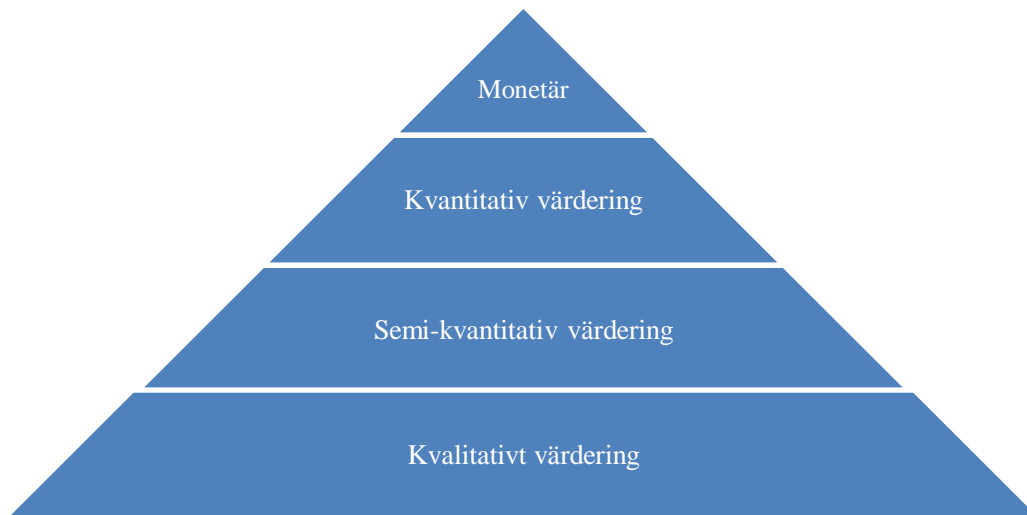 Monetär
Kvantitativ värdering
Semi-kvantitativ värdering
Kvalitativt värdering